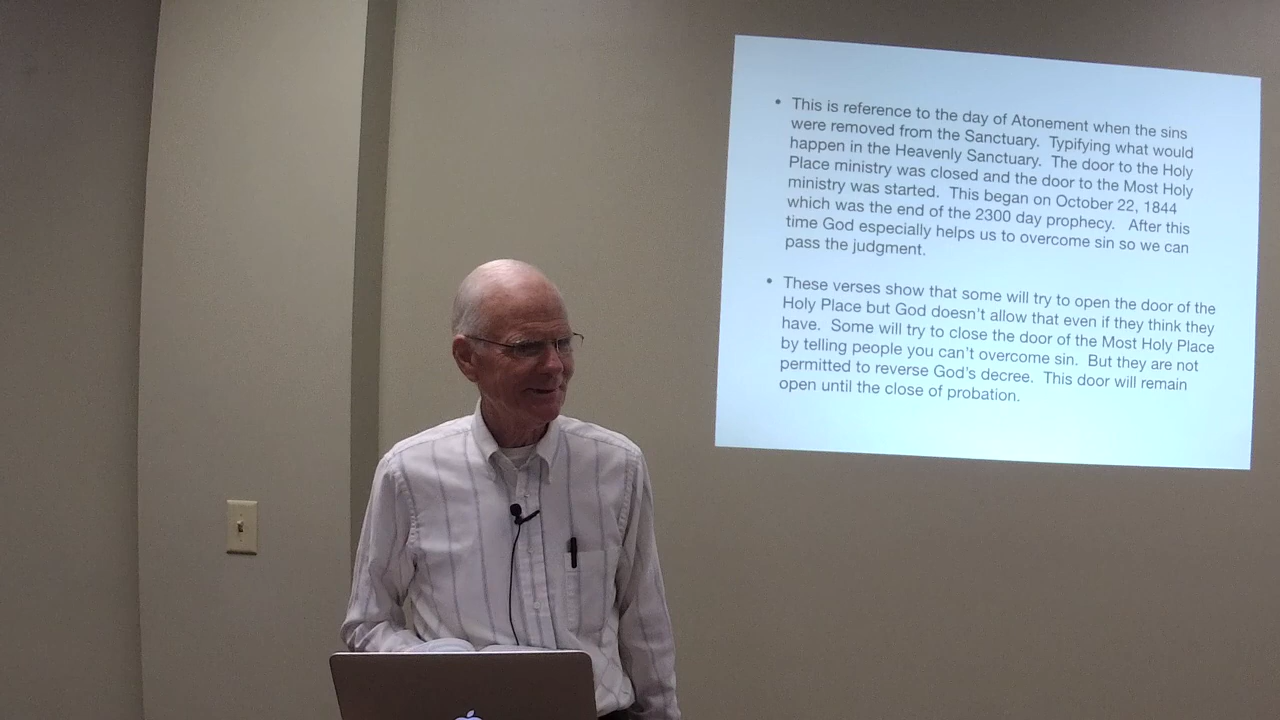 • This is reference to the day of Atonement when the sins
were removed from the Sanctuary. Typifying what would
happen in the Heavenly Sanctuary. The door to the Holy
Place ministry was closed and the door to the Most Holy
ministry was started. This began on October 22, 1844
which was the end of the 2300 day prophecy. After this
time God especially helps us to overcome sin so we can
pass the judgment.
• These verses show that some will try to open the door of the
Holy Place but God doesn't allow that even if they think they
have. Some will try to close the door of the Most Holy Place
by telling people you can't overcome sin. But they are not
permitted to reverse God's decree. This door will remain
open until the close of probation.